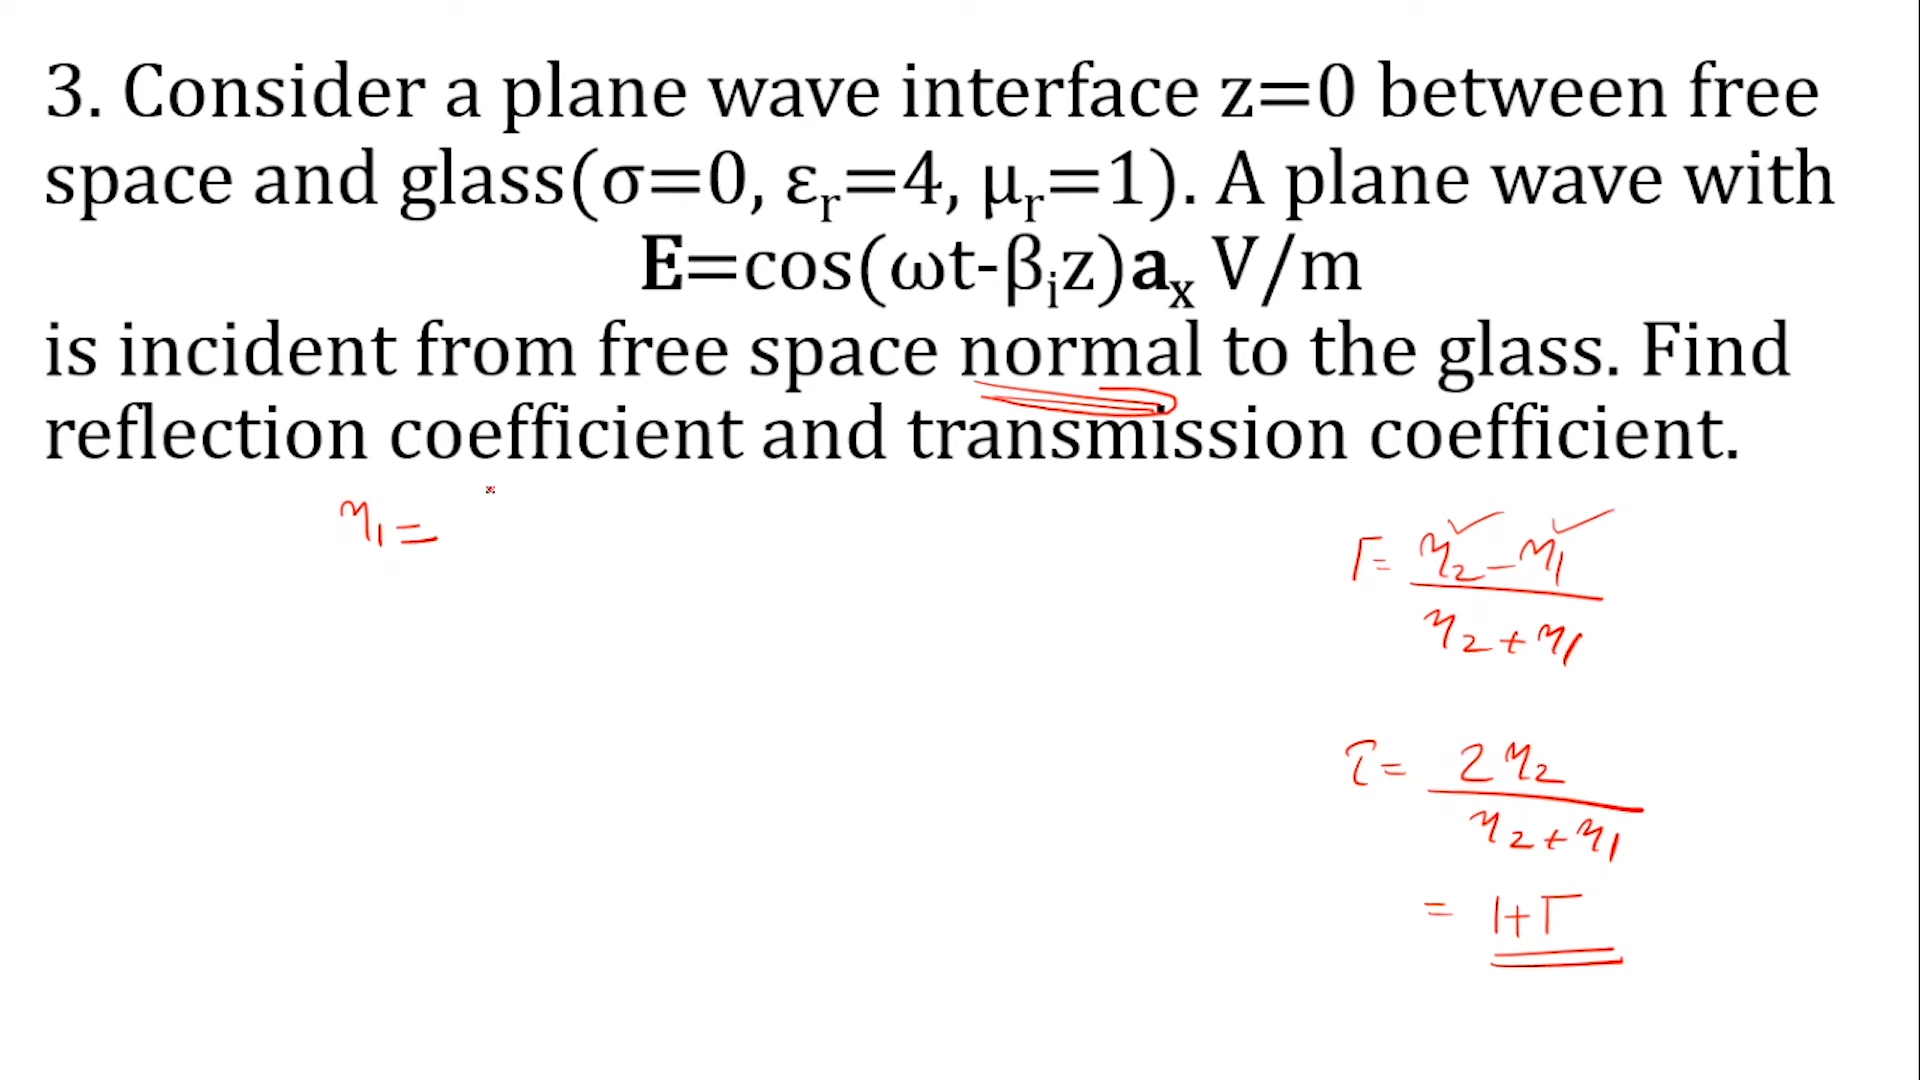 3. Consider a plane wave interface z=0 between free
space and glass(σ=0, εᵣ=4, μᵣ=1). A plane wave with
E=cos(ωt-βᵢz)aₓ V/m
is incident from free space normal to the glass. Find
reflection coefficient and transmission coefficient.
η₁ =
Γ = η₂ - η₁
η₂ + η₁
τ = 2 η₂
η₂ + η₁
= 1+Γ